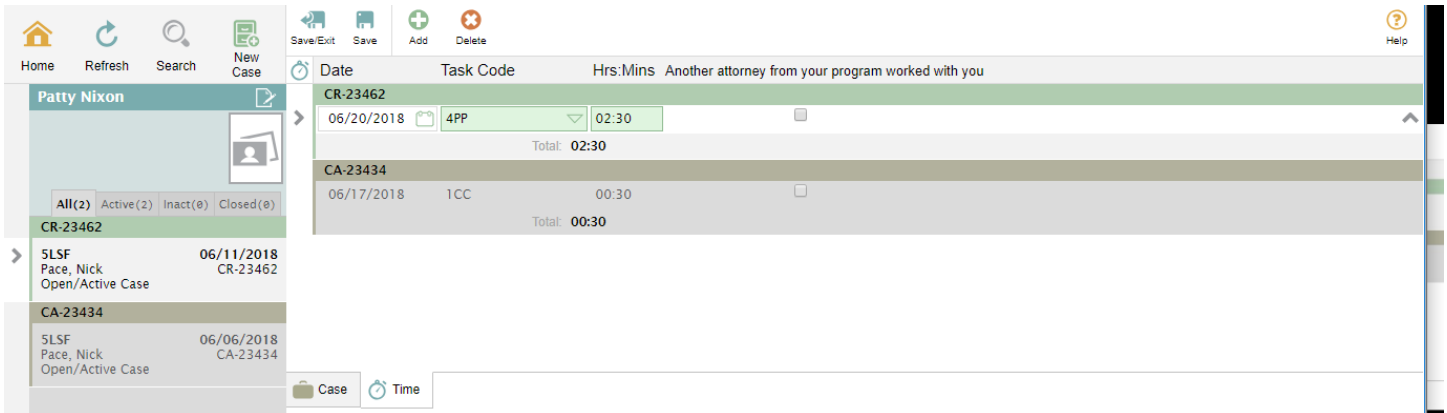 Home Refresh Search New Case
Save/Exit Save Add Delete Help
Patty Nixon
All(2) Active(2) Inact(0) Closed(0)
CR-23462
5LSF 06/11/2018
Pace, Nick CR-23462
Open/Active Case
CA-23434
5LSF 06/06/2018
Pace, Nick CA-23434
Open/Active Case
Date Task Code Hrs:Mins Another attorney from your program worked with you
CR-23462
06/20/2018 4PP 02:30
Total: 02:30
CA-23434
06/17/2018 1CC 00:30
Total: 00:30
Case Time